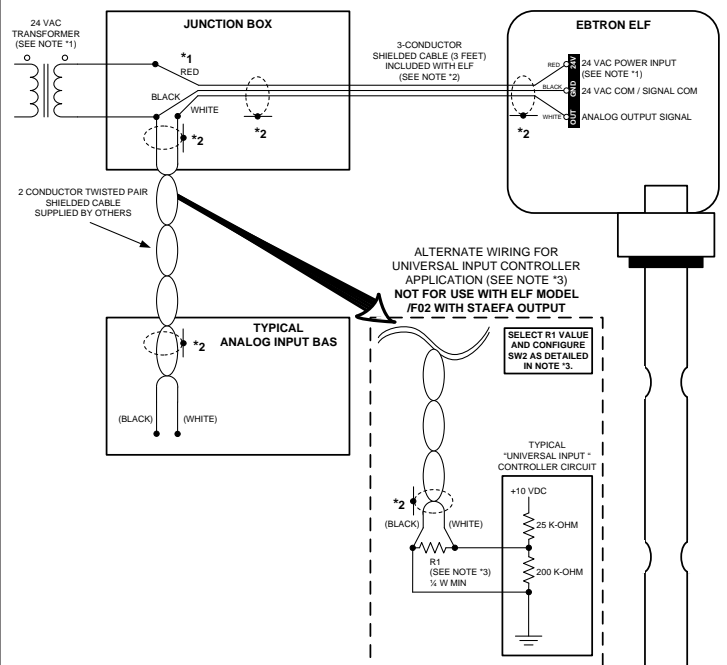 24 VAC
TRANSFORMER
(SEE NOTE *1)
JUNCTION BOX
*1
RED
BLACK
WHITE
*2
*2
3-CONDUCTOR
SHIELDED CABLE (3 FEET)
INCLUDED WITH ELF
(SEE NOTE *2)
EBTRON ELF
RED
24V
24 VAC POWER INPUT
(SEE NOTE *1)
BLACK
GND
24 VAC COM / SIGNAL COM
WHITE
OUT
ANALOG OUTPUT SIGNAL
*2
2 CONDUCTOR TWISTED PAIR
SHIELDED CABLE
SUPPLIED BY OTHERS
TYPICAL
ANALOG INPUT BAS
*2
(BLACK)
(WHITE)
ALTERNATE WIRING FOR
UNIVERSAL INPUT CONTROLLER
APPLICATION (SEE NOTE *3)
NOT FOR USE WITH ELF MODEL
/F02 WITH STAEFA OUTPUT
SELECT R1 VALUE
AND CONFIGURE
SW2 AS DETAILED
IN NOTE *3.
TYPICAL
"UNIVERSAL INPUT "
CONTROLLER CIRCUIT
+10 VDC
25 K-OHM
200 K-OHM
*2
(BLACK)
(WHITE)
R1
(SEE NOTE *3)
¼ W MIN